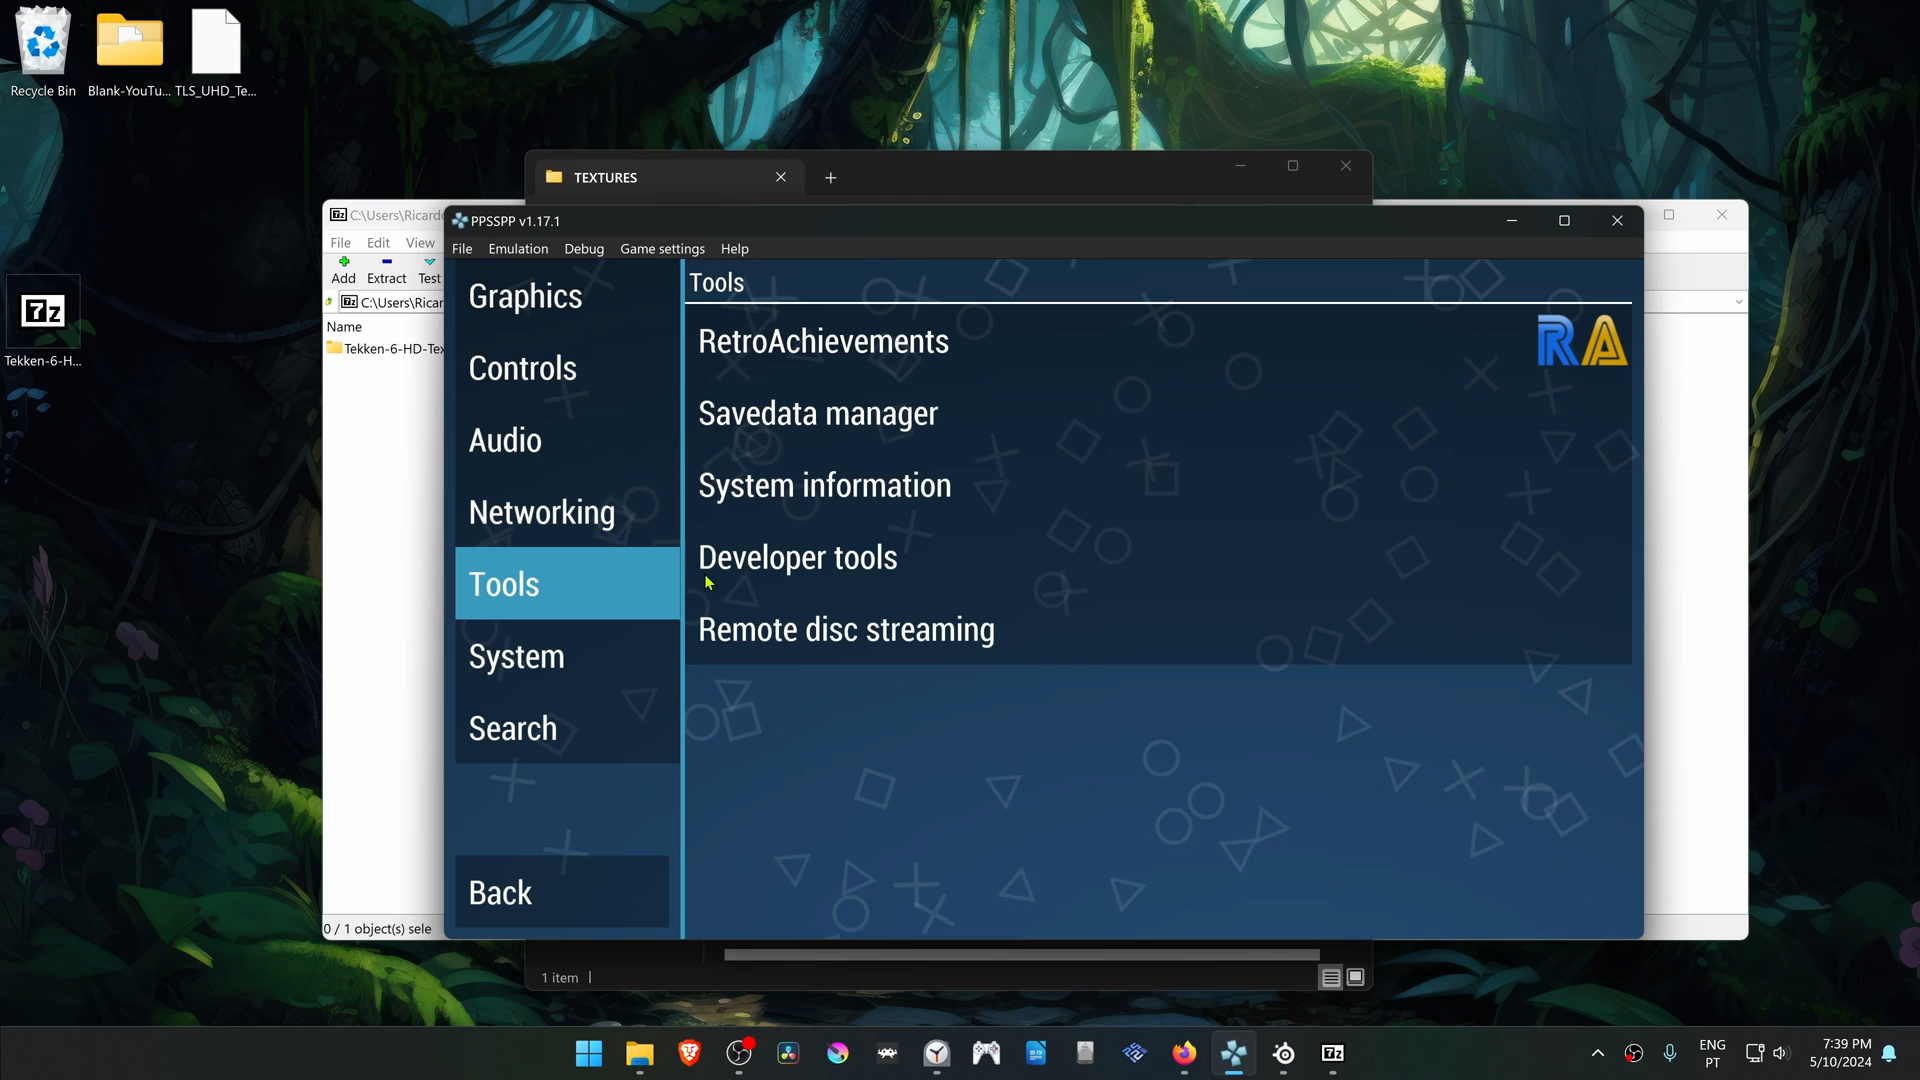 Recycle Bin
Blank-YouTu...
TLS_UHD_Te...
Tekken-6-H...
TEXTURES
C:\Users\Ricard
File Edit View
Add Extract Test
C:\Users\Ricar
Name
Tekken-6-HD-Te
0 / 1 object(s) sele
PPSSPP v1.17.1
File Emulation Debug Game settings Help
Graphics
Controls
Audio
Networking
Tools
System
Search
Back
Tools
RetroAchievements
RA
Savedata manager
System information
Developer tools
Remote disc streaming
1 item
7z
7z
ENG
PT
7:39 PM
5/10/2024